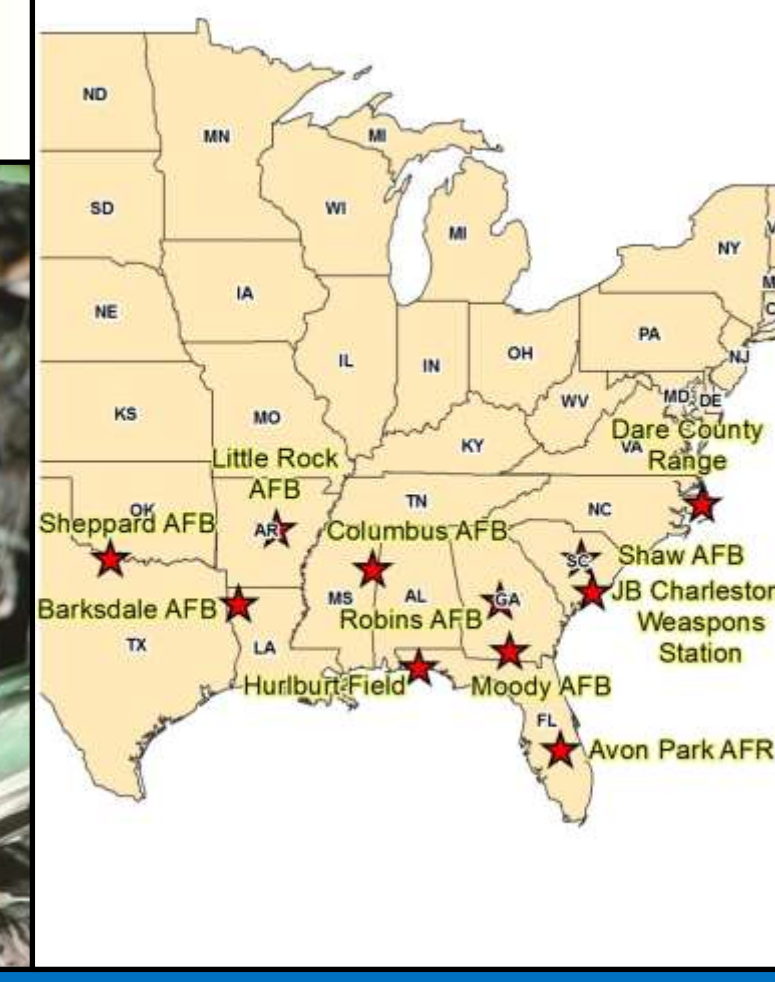 ND
MN
MI
SD
WI
MI
NY
NE
IA
PA
IL
IN
OH
NJ
KS
MO
WV
MD
DE
Dare County
VA
Range
KY
Little Rock
AFB
TN
NC
OK
Sheppard AFB
AR
Columbus AFB
SC
Shaw AFB
Barksdale AFB
MS
AL
GA
JB Charleston
Weaspons
Station
Robins AFB
TX
LA
Hurlburt Field
Moody AFB
FL
Avon Park AFR